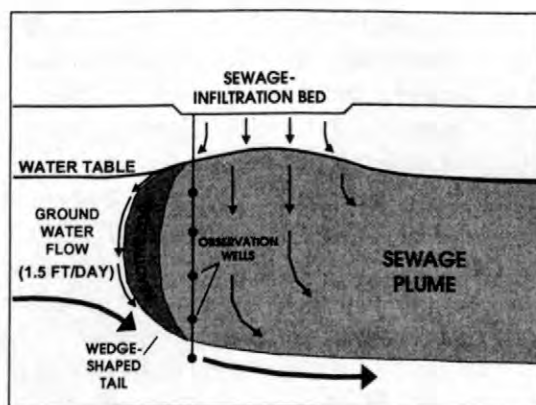 SEWAGE-
INFILTRATION BED
WATER TABLE
GROUND
WATER
FLOW
(1.5 FT/DAY)
OBSERVATION
WELLS
SEWAGE
PLUME
WEDGE-
SHAPED
TAIL